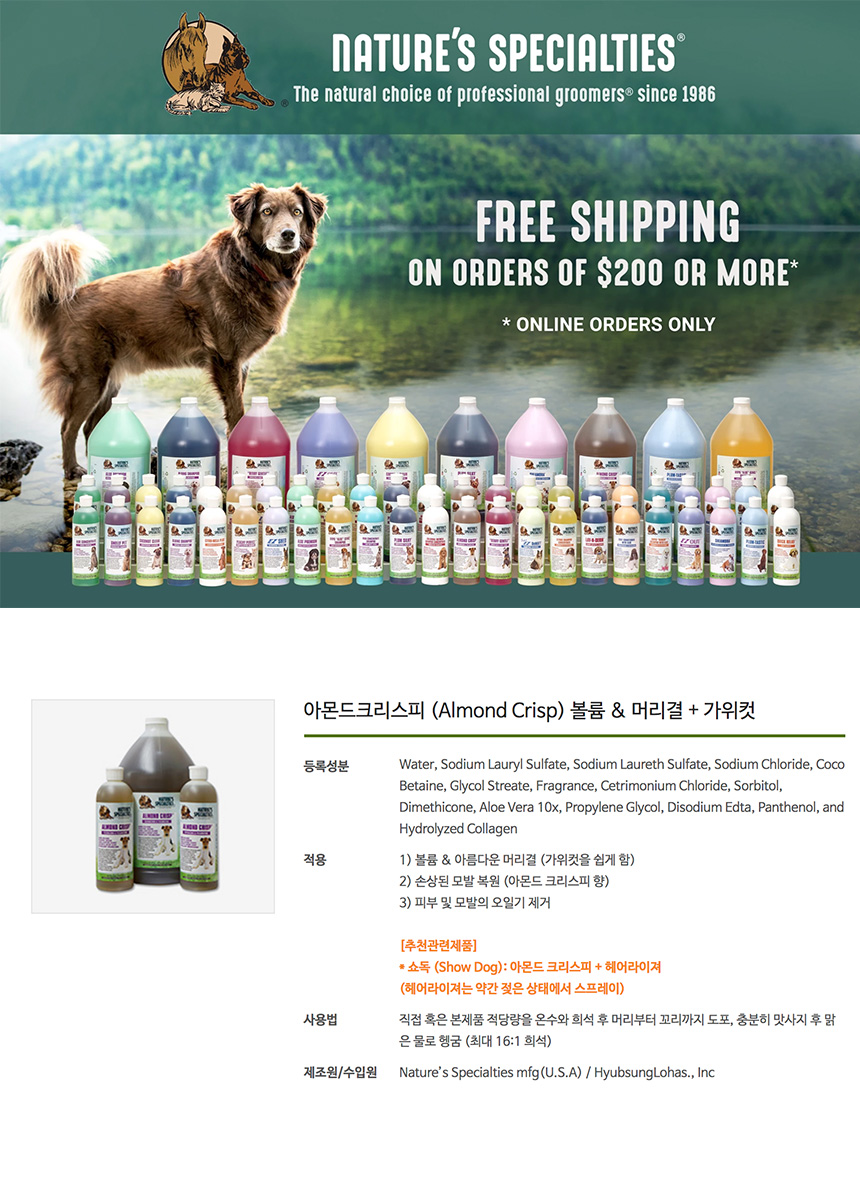 NATURE'S SPECIALTIES®
The natural choice of professional groomers® since 1986
®
FREE SHIPPING
ON ORDERS OF $200 OR MORE*
* ONLINE ORDERS ONLY
아몬드크리스피 (Almond Crisp) 볼륨 & 머리결 + 가위컷
NATURE'S
SPECIALTIES
ALMOND CRISP
등록성분
Water, Sodium Lauryl Sulfate, Sodium Laureth Sulfate, Sodium Chloride, Coco
Betaine, Glycol Streate, Fragrance, Cetrimonium Chloride, Sorbitol,
Dimethicone, Aloe Vera 10x, Propylene Glycol, Disodium Edta, Panthenol, and
Hydrolyzed Collagen
적용
1) 볼륨 & 아름다운 머리결 (가위컷을 쉽게 함)
2) 손상된 모발 복원 (아몬드 크리스피 향)
3) 피부 및 모발의 오일기 제거
[추천관련제품]
* 쇼독 (Show Dog): 아몬드 크리스피 + 헤어라이져
(헤어라이져는 약간 젖은 상태에서 스프레이)
사용법
직접 혹은 본제품 적당량을 온수와 희석 후 머리부터 꼬리까지 도포, 충분히 맛사지 후 맑
은 물로 헹굼 (최대 16:1 희석)
제조원/수입원
Nature's Specialties mfg(U.S.A) / HyubsungLohas., Inc